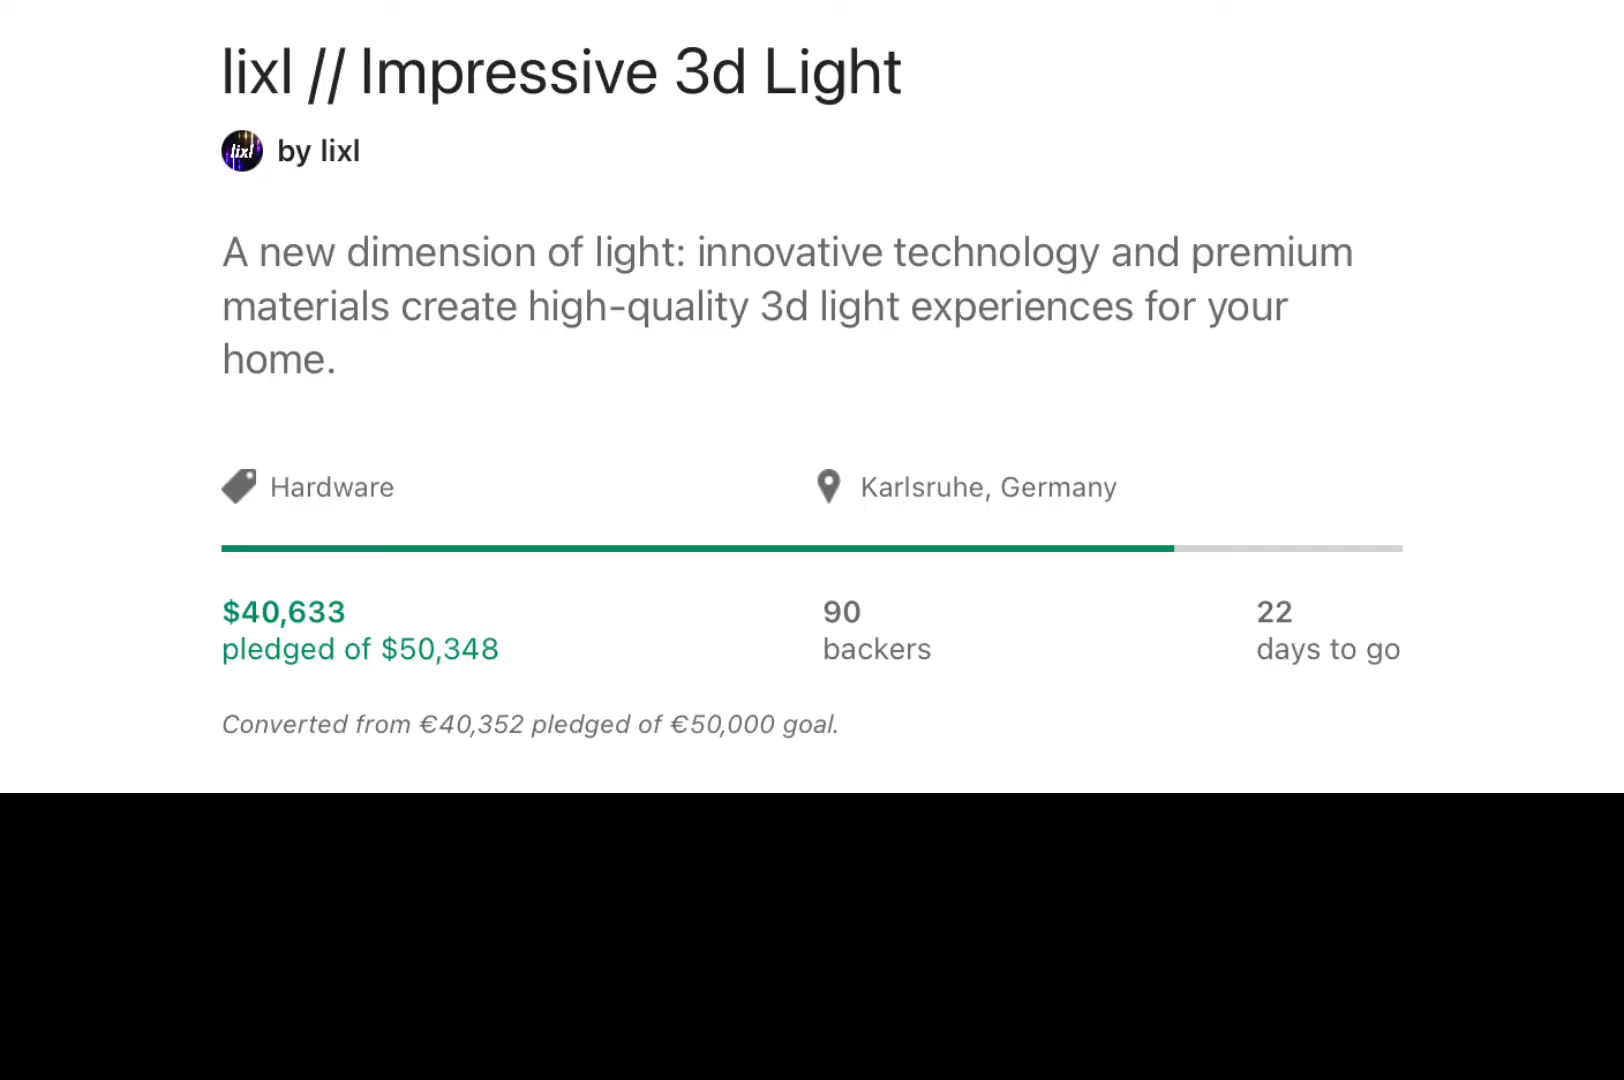 lixl // Impressive 3d Light
lixl
by lixl
A new dimension of light: innovative technology and premium
materials create high-quality 3d light experiences for your
home.
Hardware
Karlsruhe, Germany
$40,633
pledged of $50,348
90
backers
22
days to go
Converted from €40,352 pledged of €50,000 goal.